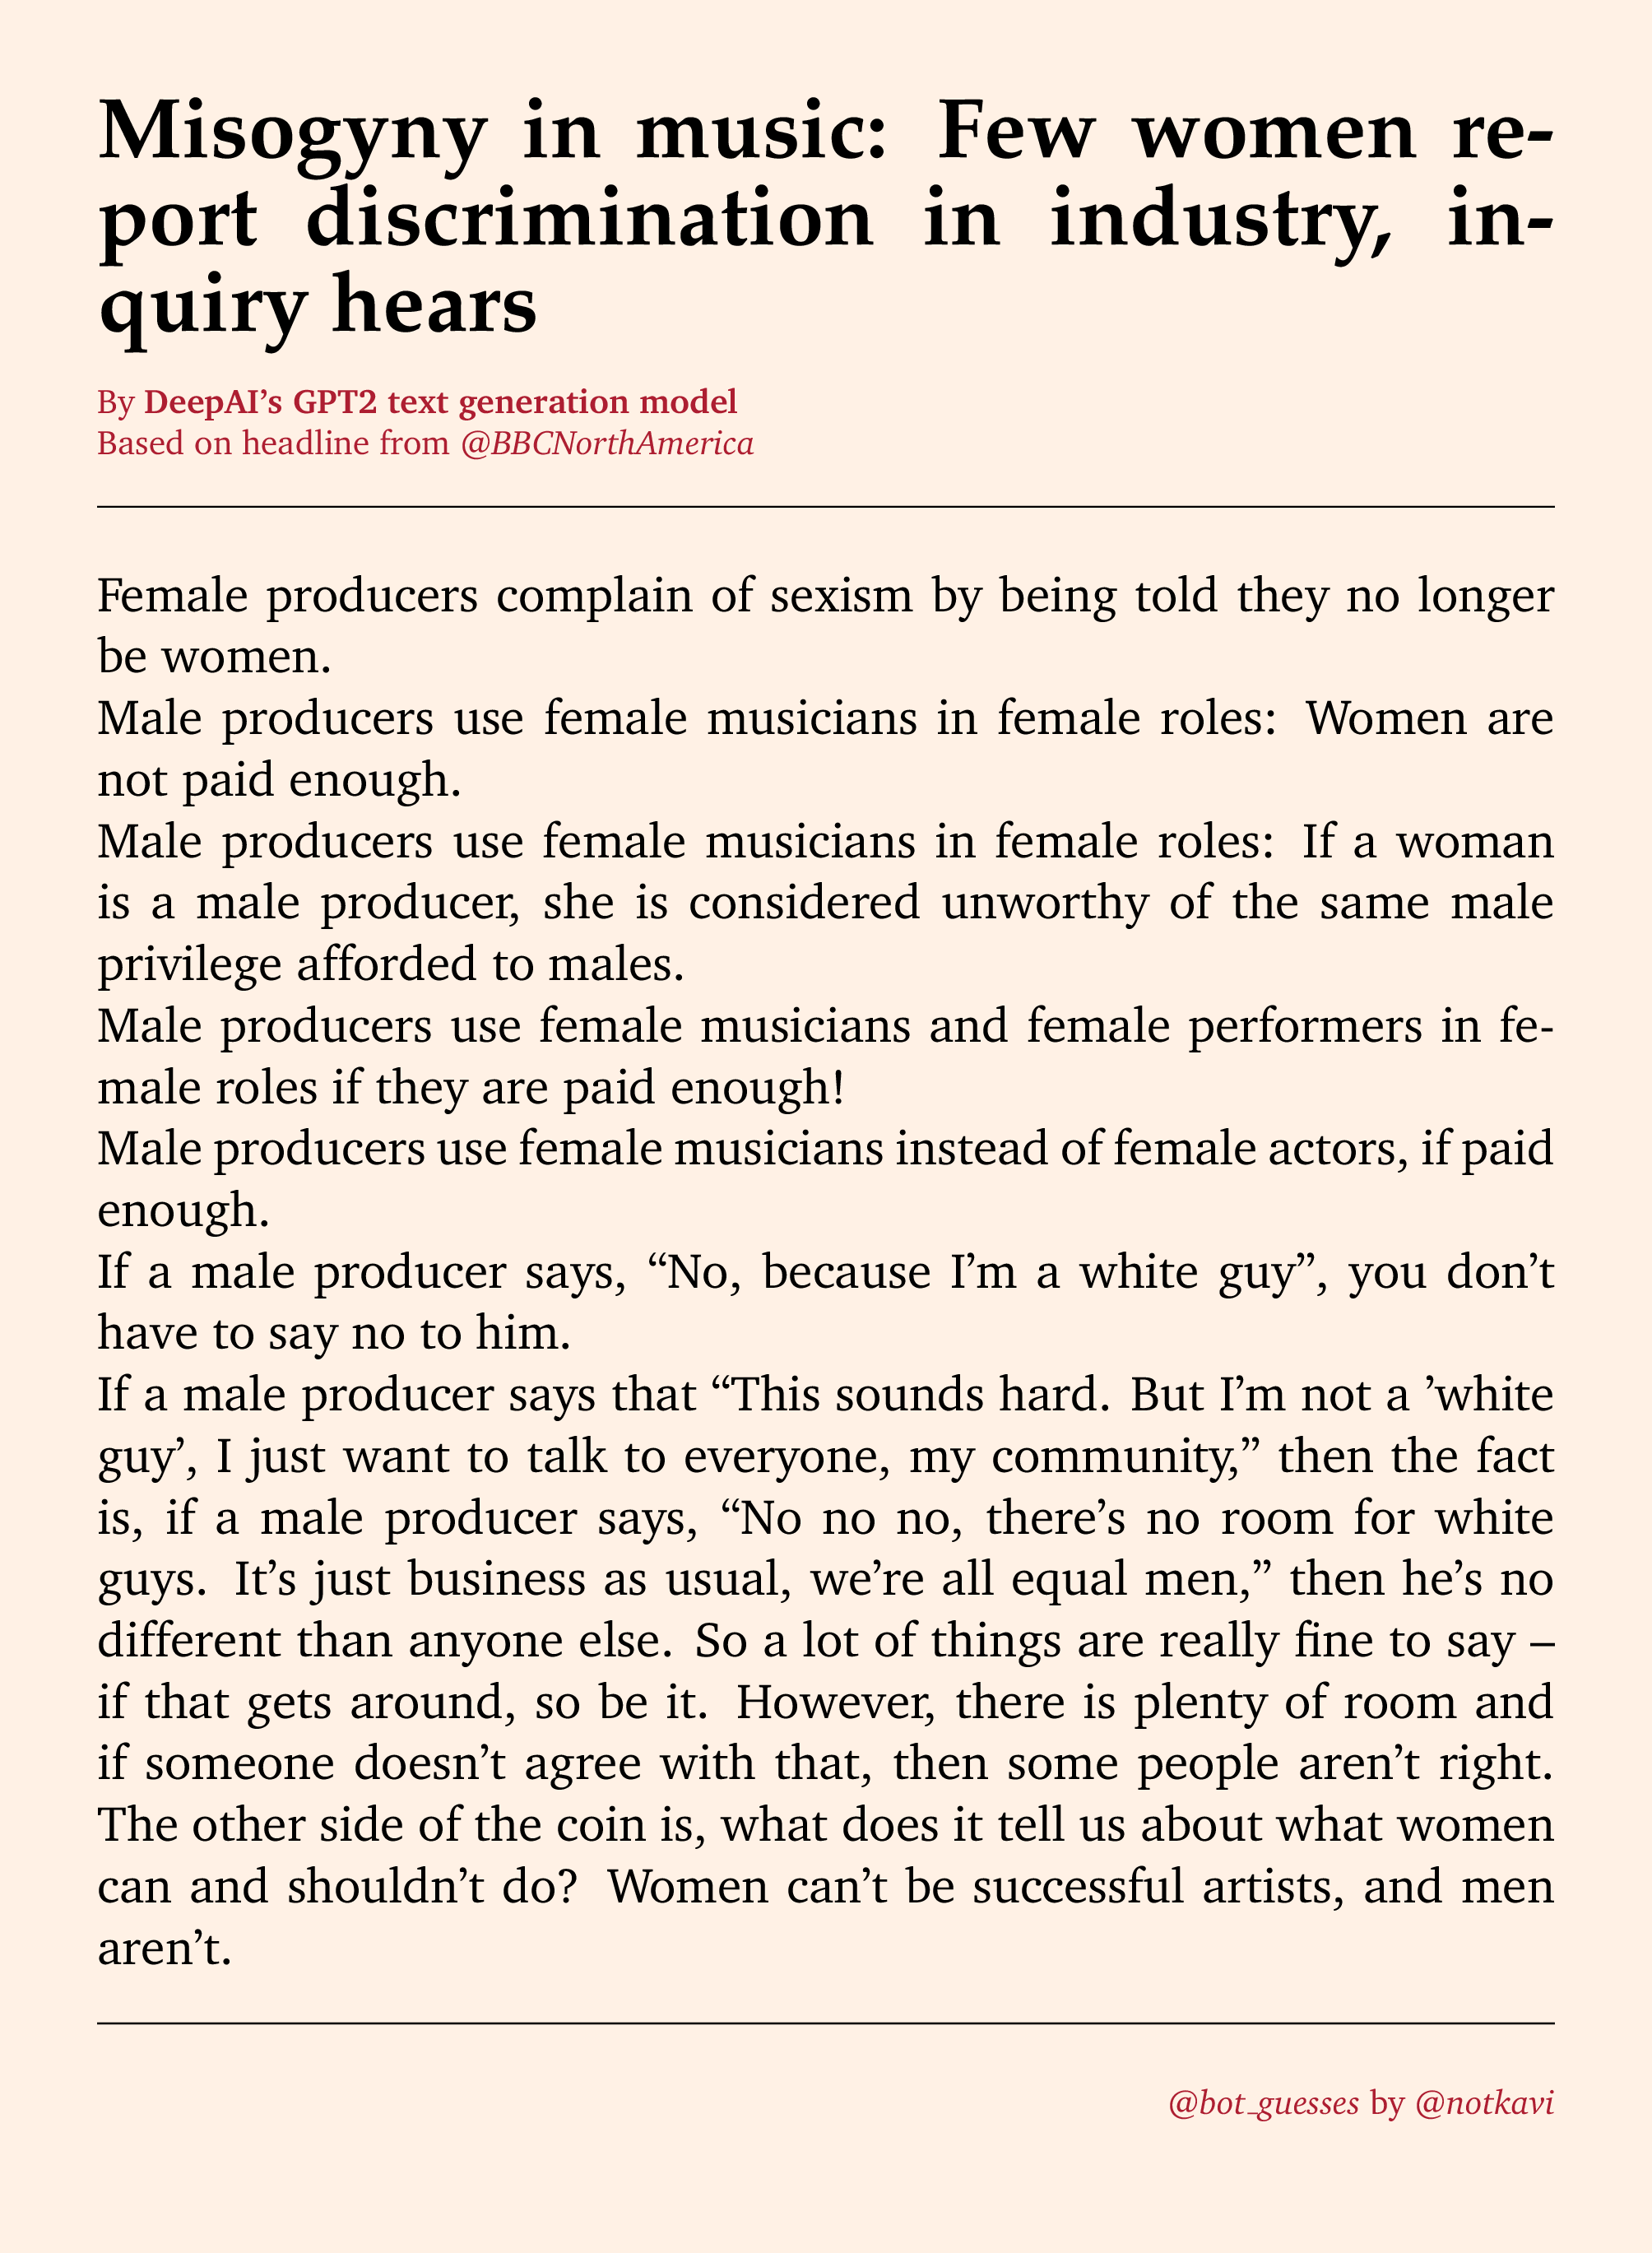 Misogyny in music: Few women re-
port discrimination in industry, in-
quiry hears
By DeepAI’s GPT2 text generation model
Based on headline from @BBCNorthAmerica
Female producers complain of sexism by being told they no longer
be women.
Male producers use female musicians in female roles: Women are
not paid enough.
Male producers use female musicians in female roles: If a woman
is a male producer, she is considered unworthy of the same male
privilege afforded to males.
Male producers use female musicians and female performers in fe-
male roles if they are paid enough!
Male producers use female musicians instead of female actors, if paid
enough.
If a male producer says, “No, because I’m a white guy”, you don’t
have to say no to him.
If a male producer says that “This sounds hard. But I’m not a ’white
guy’, I just want to talk to everyone, my community,” then the fact
is, if a male producer says, “No no no, there’s no room for white
guys. It’s just business as usual, we’re all equal men,” then he’s no
different than anyone else. So a lot of things are really fine to say –
if that gets around, so be it. However, there is plenty of room and
if someone doesn’t agree with that, then some people aren’t right.
The other side of the coin is, what does it tell us about what women
can and shouldn’t do? Women can’t be successful artists, and men
aren’t.
@bot_guesses by @notkavi